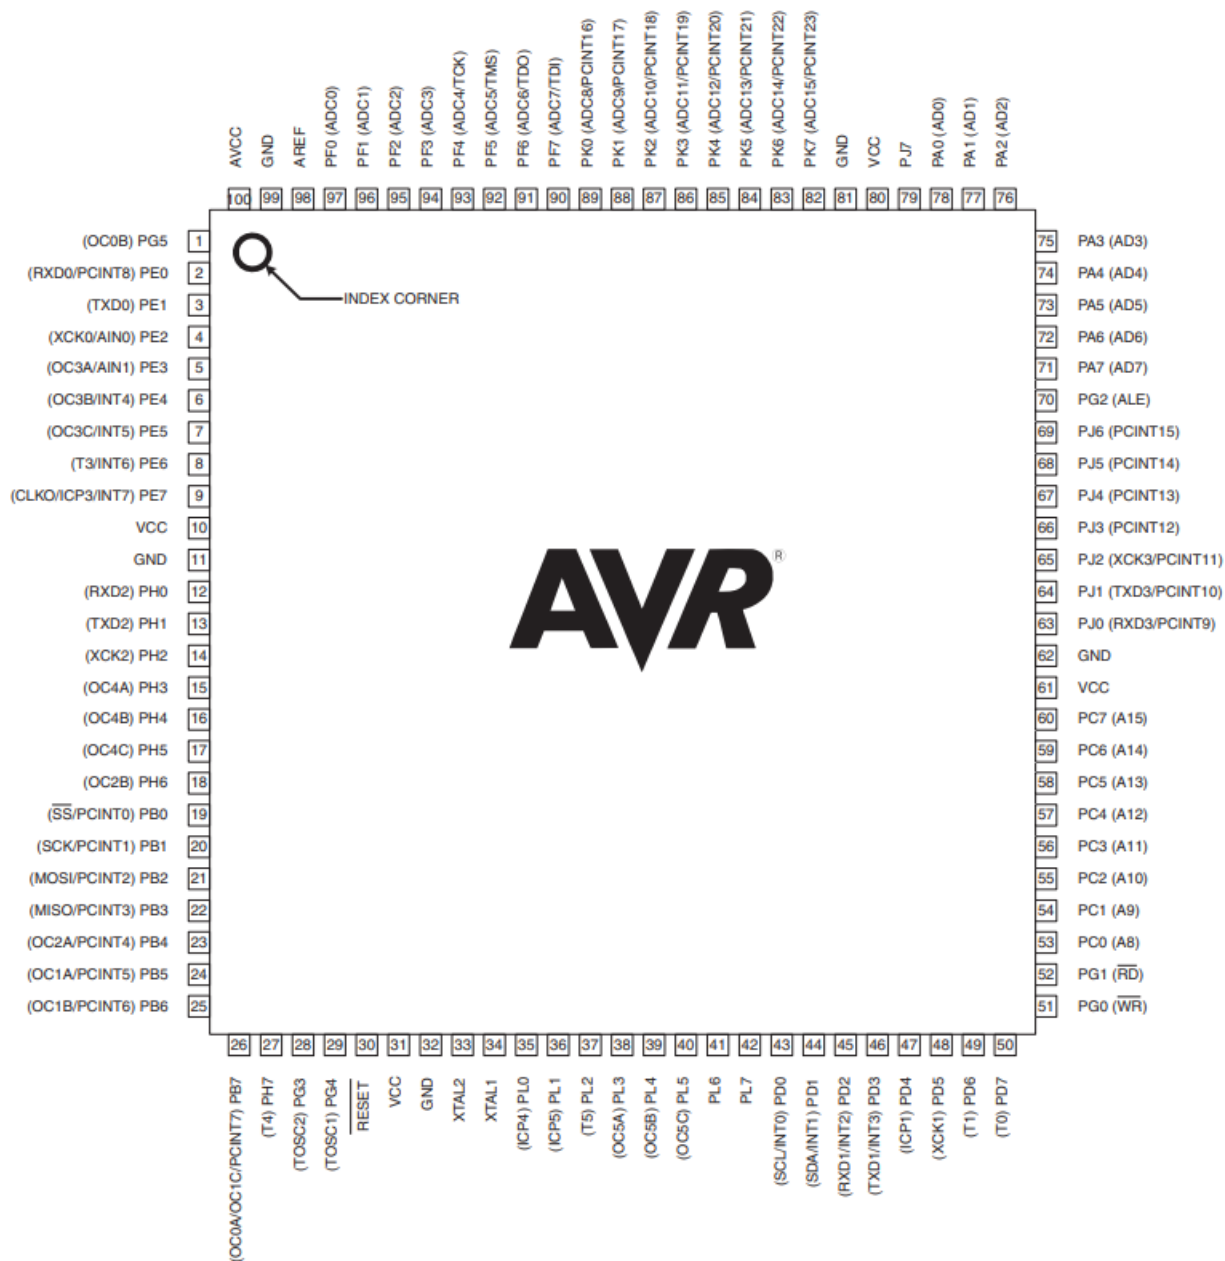 AVCC
GND
AREF
PF0 (ADC0)
PF1 (ADC1)
PF2 (ADC2)
PF3 (ADC3)
PF4 (ADC4/TCK)
PF5 (ADC5/TMS)
PF6 (ADC6/TDO)
PF7 (ADC7/TDI)
PK0 (ADC8/PCINT16)
PK1 (ADC9/PCINT17)
PK2 (ADC10/PCINT18)
PK3 (ADC11/PCINT19)
PK4 (ADC12/PCINT20)
PK5 (ADC13/PCINT21)
PK6 (ADC14/PCINT22)
PK7 (ADC15/PCINT23)
GND
VCC
PJ7
PA0 (AD0)
PA1 (AD1)
PA2 (AD2)
100 99 98 97 96 95 94 93 92 91 90 89 88 87 86 85 84 83 82 81 80 79 78 77 76
(OC0B) PG5 1
(RXD0/PCINT8) PE0 2
(TXD0) PE1 3
(XCK0/AIN0) PE2 4
(OC3A/AIN1) PE3 5
(OC3B/INT4) PE4 6
(OC3C/INT5) PE5 7
(T3/INT6) PE6 8
(CLKO/ICP3/INT7) PE7 9
VCC 10
GND 11
(RXD2) PH0 12
(TXD2) PH1 13
(XCK2) PH2 14
(OC4A) PH3 15
(OC4B) PH4 16
(OC4C) PH5 17
(OC2B) PH6 18
(SS/PCINT0) PB0 19
(SCK/PCINT1) PB1 20
(MOSI/PCINT2) PB2 21
(MISO/PCINT3) PB3 22
(OC2A/PCINT4) PB4 23
(OC1A/PCINT5) PB5 24
(OC1B/PCINT6) PB6 25
INDEX CORNER
AVR®
75 PA3 (AD3)
74 PA4 (AD4)
73 PA5 (AD5)
72 PA6 (AD6)
71 PA7 (AD7)
70 PG2 (ALE)
69 PJ6 (PCINT15)
68 PJ5 (PCINT14)
67 PJ4 (PCINT13)
66 PJ3 (PCINT12)
65 PJ2 (XCK3/PCINT11)
64 PJ1 (TXD3/PCINT10)
63 PJ0 (RXD3/PCINT9)
62 GND
61 VCC
60 PC7 (A15)
59 PC6 (A14)
58 PC5 (A13)
57 PC4 (A12)
56 PC3 (A11)
55 PC2 (A10)
54 PC1 (A9)
53 PC0 (A8)
52 PG1 (RD)
51 PG0 (WR)
26 27 28 29 30 31 32 33 34 35 36 37 38 39 40 41 42 43 44 45 46 47 48 49 50
(OC0A/OC1C/PCINT7) PB7
(T4) PH7
(TOSC2) PG3
(TOSC1) PG4
RESET
VCC
GND
XTAL2
XTAL1
(ICP4) PL0
(ICP5) PL1
(T5) PL2
(OC5A) PL3
(OC5B) PL4
(OC5C) PL5
PL6
PL7
(SCL/INT0) PD0
(SDA/INT1) PD1
(RXD1/INT2) PD2
(TXD1/INT3) PD3
(ICP1) PD4
(XCK1) PD5
(T1) PD6
(T0) PD7